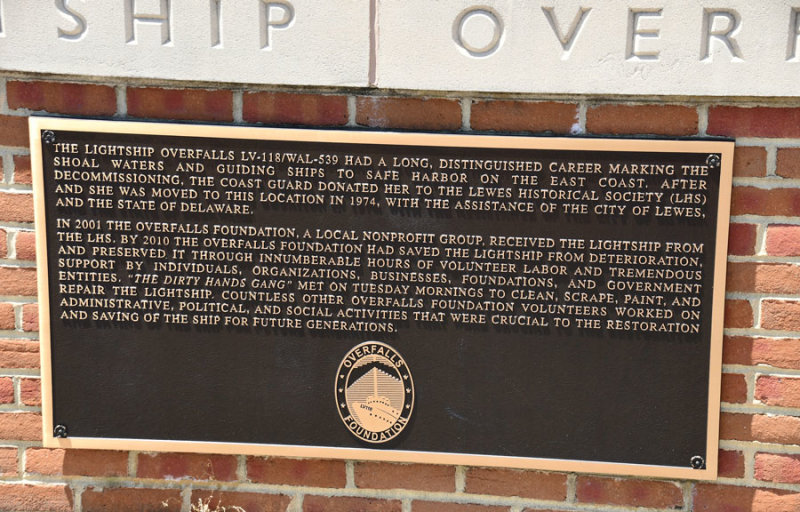 SHIP OVERF
THE LIGHTSHIP OVERFALLS LV-118/WAL-539 HAD A LONG, DISTINGUISHED CAREER MARKING THE
SHOAL WATERS AND GUIDING SHIPS TO SAFE HARBOR ON THE EAST COAST. AFTER
DECOMMISSIONING, THE COAST GUARD DONATED HER TO THE LEWES HISTORICAL SOCIETY (LHS)
AND SHE WAS MOVED TO THIS LOCATION IN 1974, WITH THE ASSISTANCE OF THE CITY OF LEWES,
AND THE STATE OF DELAWARE.
IN 2001 THE OVERFALLS FOUNDATION, A LOCAL NONPROFIT GROUP, RECEIVED THE LIGHTSHIP FROM
THE LHS. BY 2010 THE OVERFALLS FOUNDATION HAD SAVED THE LIGHTSHIP FROM DETERIORATION,
AND PRESERVED IT THROUGH INNUMBERABLE HOURS OF VOLUNTEER LABOR AND TREMENDOUS
SUPPORT BY INDIVIDUALS, ORGANIZATIONS, BUSINESSES, FOUNDATIONS, AND GOVERNMENT
ENTITIES. "THE DIRTY HANDS GANG" MET ON TUESDAY MORNINGS TO CLEAN, SCRAPE, PAINT, AND
REPAIR THE LIGHTSHIP. COUNTLESS OTHER OVERFALLS FOUNDATION VOLUNTEERS WORKED ON
ADMINISTRATIVE, POLITICAL, AND SOCIAL ACTIVITIES THAT WERE CRUCIAL TO THE RESTORATION
AND SAVING OF THE SHIP FOR FUTURE GENERATIONS.
OVERFALLS
FOUNDATION